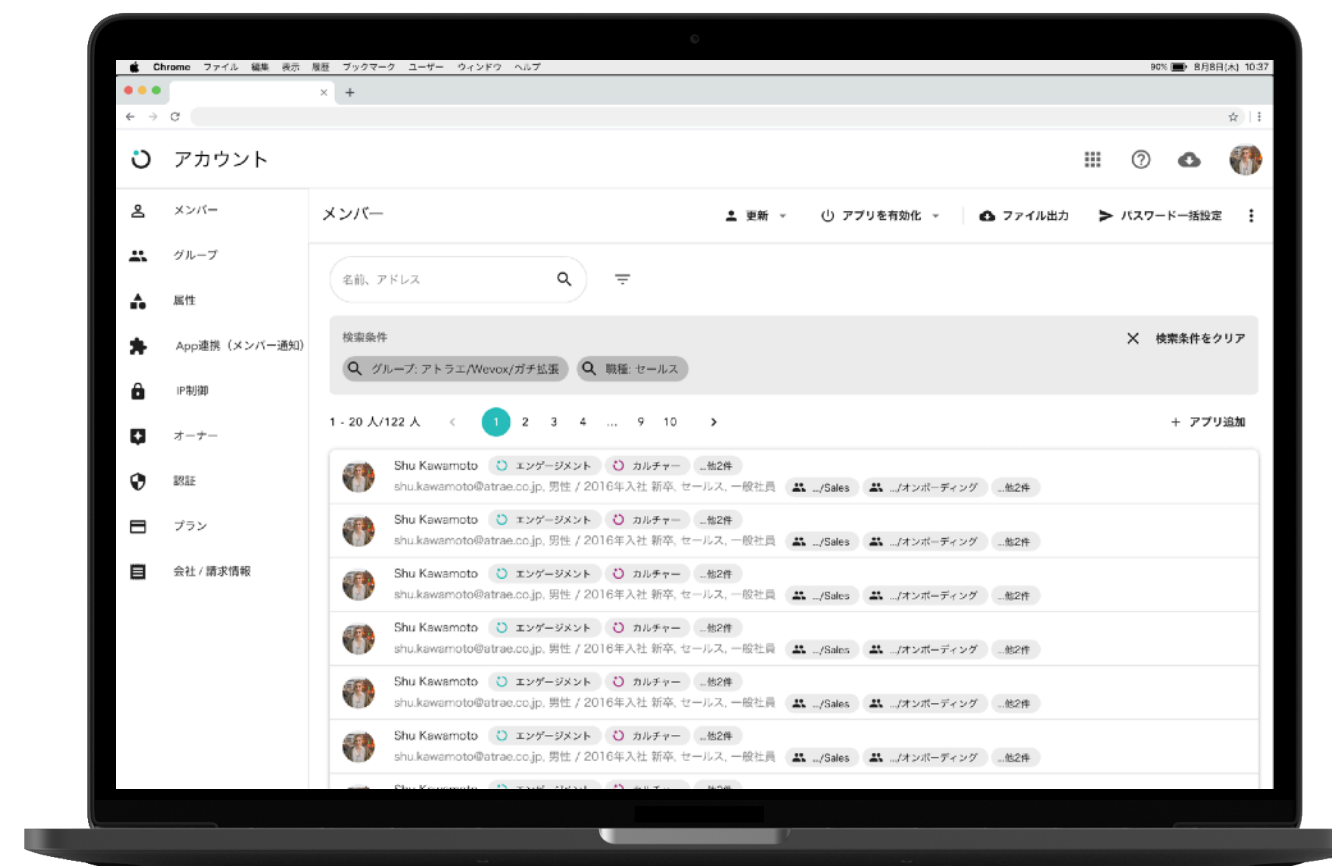 Chrome ファイル 編集 表示 履歴 ブックマーク ユーザー ウィンドウ ヘルプ 90% 8月8日(木) 10:37
アカウント
メンバー
グループ
属性
App連携（メンバー通知）
IP制御
オーナー
認証
プラン
会社 / 請求情報
メンバー 更新 アプリを有効化 ファイル出力 パスワード一括設定
名前、アドレス
検索条件 検索条件をクリア
グループ: アトラエ/Wevox/ガチ拡張 職種: セールス
1 - 20 人/122 人 1 2 3 4 ... 9 10 + アプリ追加
Shu Kawamoto エンゲージメント カルチャー ...他2件
shu.kawamoto@atrae.co.jp, 男性 / 2016年入社 新卒, セールス, 一般社員 .../Sales .../オンボーディング ...他2件
Shu Kawamoto エンゲージメント カルチャー ...他2件
shu.kawamoto@atrae.co.jp, 男性 / 2016年入社 新卒, セールス, 一般社員 .../Sales .../オンボーディング ...他2件
Shu Kawamoto エンゲージメント カルチャー ...他2件
shu.kawamoto@atrae.co.jp, 男性 / 2016年入社 新卒, セールス, 一般社員 .../Sales .../オンボーディング ...他2件
Shu Kawamoto エンゲージメント カルチャー ...他2件
shu.kawamoto@atrae.co.jp, 男性 / 2016年入社 新卒, セールス, 一般社員 .../Sales .../オンボーディング ...他2件
Shu Kawamoto エンゲージメント カルチャー ...他2件
shu.kawamoto@atrae.co.jp, 男性 / 2016年入社 新卒, セールス, 一般社員 .../Sales .../オンボーディング ...他2件
Shu Kawamoto エンゲージメント カルチャー ...他2件
shu.kawamoto@atrae.co.jp, 男性 / 2016年入社 新卒, セールス, 一般社員 .../Sales .../オンボーディング ...他2件